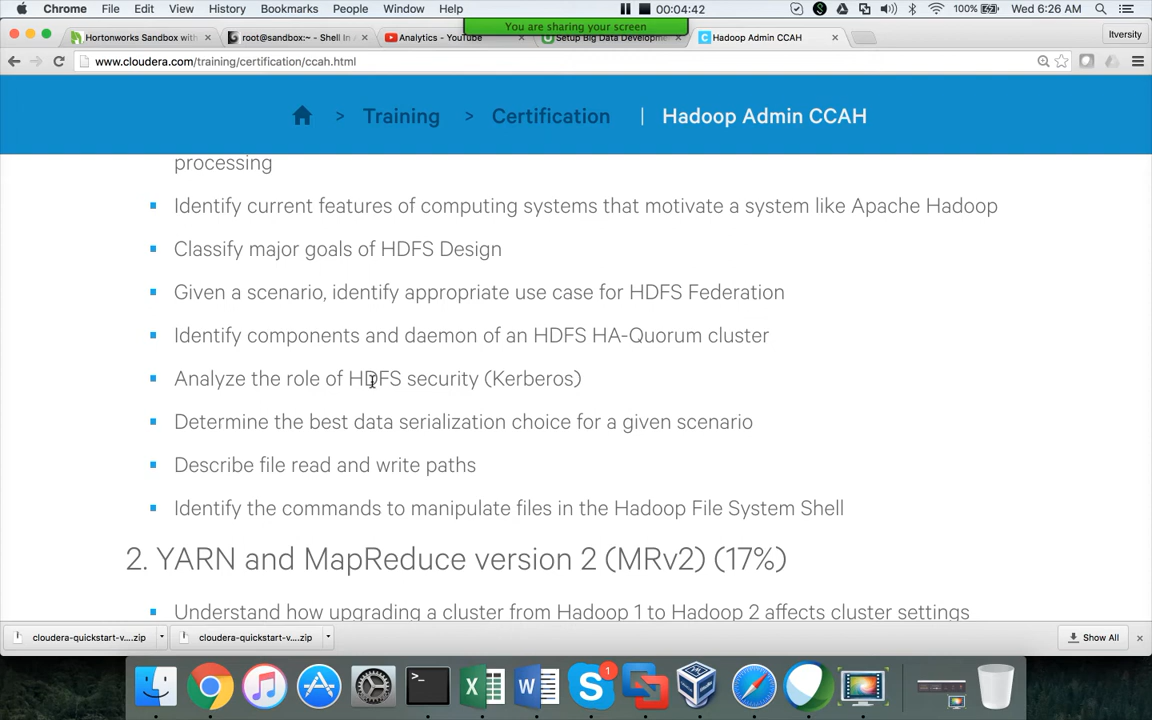 Chrome File Edit View History Bookmarks People Window Help 00:04:42 100% Wed 6:26 AM
You are sharing your screen
Hortonworks Sandbox with root@sandbox:~ - Shell In Analytics - YouTube Setup Big Data Developmen Hadoop Admin CCAH Itversity
www.cloudera.com/training/certification/ccah.html
> Training > Certification | Hadoop Admin CCAH
processing
Identify current features of computing systems that motivate a system like Apache Hadoop
Classify major goals of HDFS Design
Given a scenario, identify appropriate use case for HDFS Federation
Identify components and daemon of an HDFS HA-Quorum cluster
Analyze the role of HDFS security (Kerberos)
Determine the best data serialization choice for a given scenario
Describe file read and write paths
Identify the commands to manipulate files in the Hadoop File System Shell
2. YARN and MapReduce version 2 (MRv2) (17%)
Understand how upgrading a cluster from Hadoop 1 to Hadoop 2 affects cluster settings
cloudera-quickstart-v....zip cloudera-quickstart-v....zip Show All
1